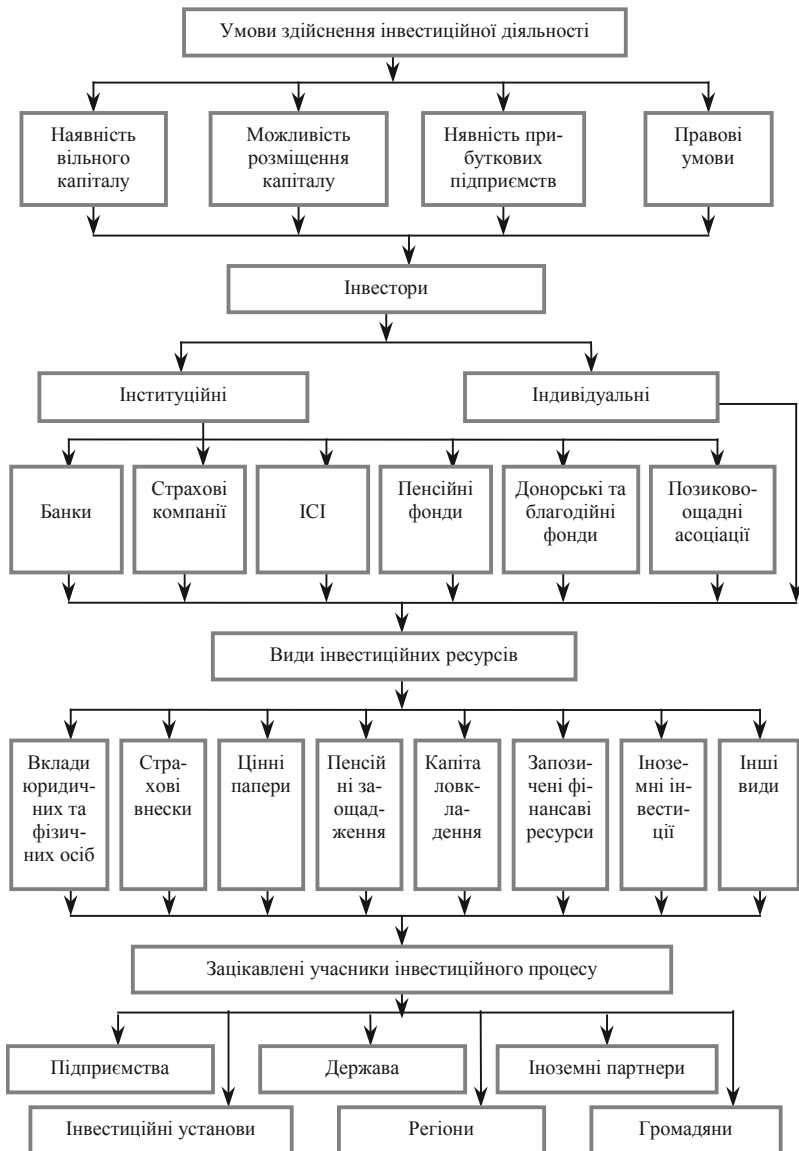 Умови здійснення інвестиційної діяльності
Наявність
вільного
капіталу
Можливість
розміщення
капіталу
Нявність при-
буткових
підприємств
Правові
умови
Інвестори
Інституційні
Індивідуальні
Банки
Страхові
компанії
ІСІ
Пенсійні
фонди
Донорські та
благодійні
фонди
Позиково-
ощадні
асоціації
Види інвестиційних ресурсів
Вклади
юридич-
них та
фізич-
них осіб
Стра-
хові
внески
Цінні
папери
Пенсій
ні за-
ощад-
ження
Капіта
ловк-
ла-
дення
Запози-
чені фі-
нансаві
ресурси
Інозе-
мні ін-
вести-
ції
Інші
види
Зацікавлені учасники інвестиційного процесу
Підприємства
Держава
Іноземні партнери
Інвестиційні установи
Регіони
Громадяни